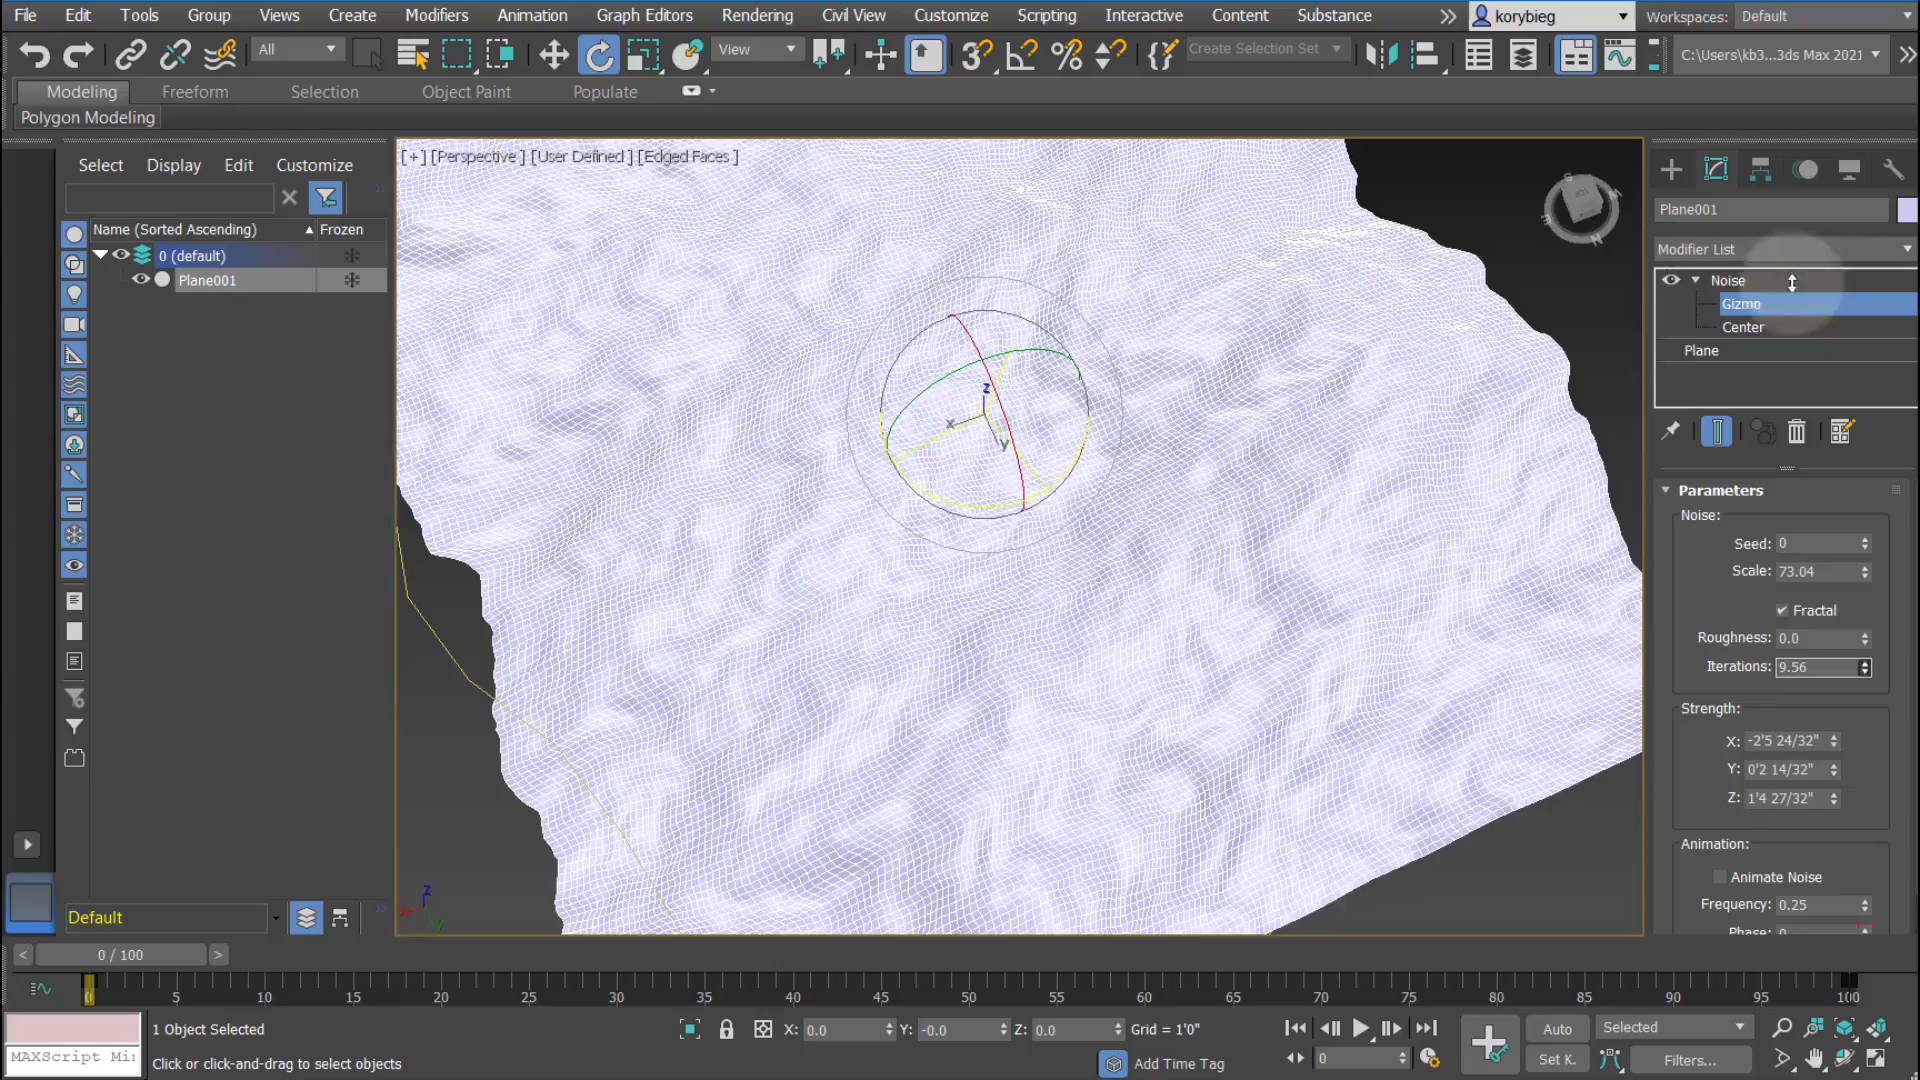 File Edit Tools Group Views Create Modifiers Animation Graph Editors Rendering Civil View Customize Scripting Interactive Content Substance korybieg Workspaces: Default
All View Create Selection Set C:\Users\kb3...3ds Max 2021
Modeling Freeform Selection Object Paint Populate
Polygon Modeling
Select Display Edit Customize
Name (Sorted Ascending) Frozen
0 (default)
Plane001
[+] [Perspective] [User Defined] [Edged Faces]
z
x
y
Plane001
Modifier List
Noise
Gizmo
Center
Plane
Parameters
Noise:
Seed: 0
Scale: 73.04
Fractal
Roughness: 0.0
Iterations: 9.56
Strength:
X: -2'5 24/32"
Y: 0'2 14/32"
Z: 1'4 27/32"
Animation:
Animate Noise
Frequency: 0.25
Phase: 0
Default
0 / 100
0 5 10 15 20 25 30 35 40 45 50 55 60 65 70 75 80 85 90 95 100
1 Object Selected X: 0.0 Y: -0.0 Z: 0.0 Grid = 1'0" Auto Selected
MAXScript Mi Click or click-and-drag to select objects Add Time Tag 0 Set K. Filters...